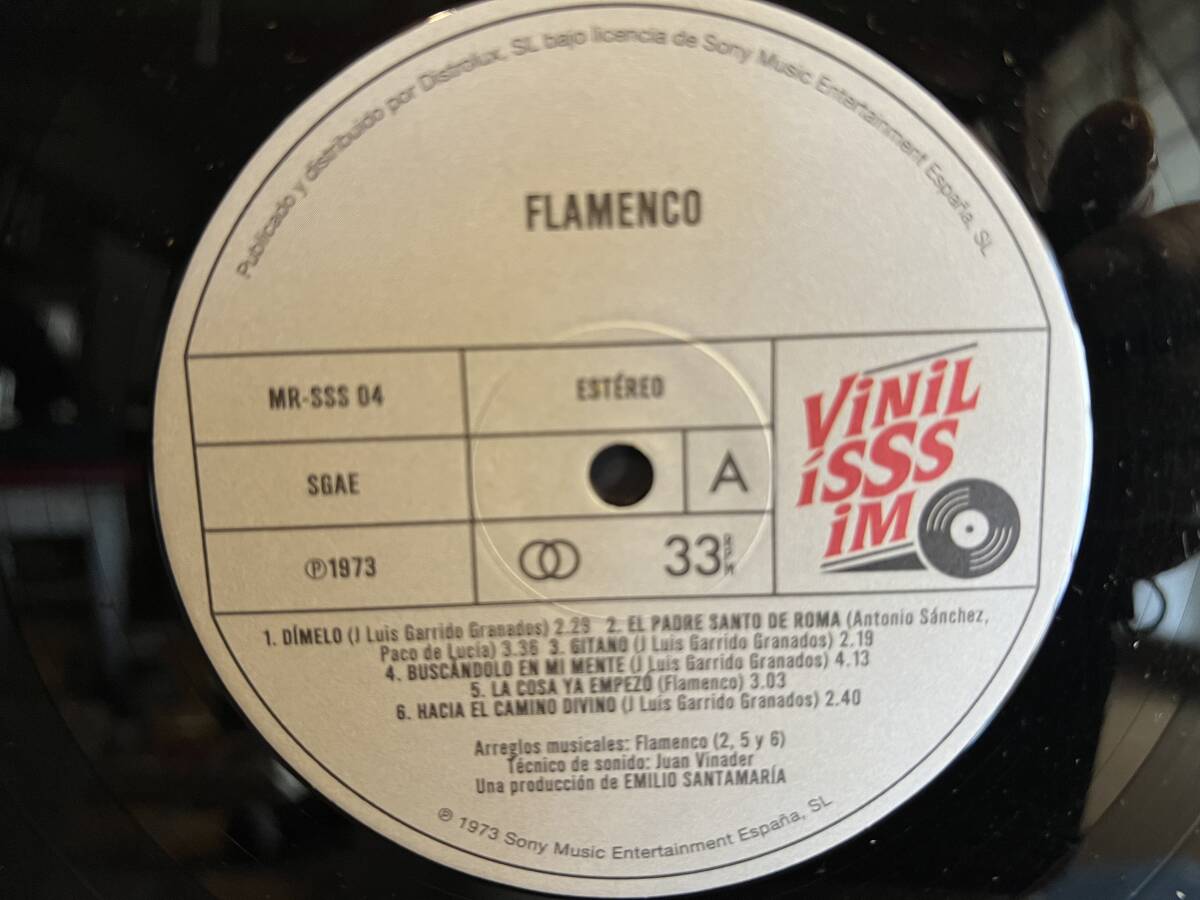 Publicado y distribuido por Distrolux, SL bajo licencia de Sony Music Entertainment España, SL
FLAMENCO
MR-SSS 04
ESTÉREO
SGAE
A
℗1973
33 RPM
ViNiL
íSSS
iM
1. DÍMELO (J Luis Garrido Granados) 2.29 2. EL PADRE SANTO DE ROMA (Antonio Sánchez,
Paco de Lucía) 3.36 3. GITANO (J Luis Garrido Granados) 2.19
4. BUSCÁNDOLO EN MI MENTE (J Luis Garrido Granados) 4.13
5. LA COSA YA EMPEZÓ (Flamenco) 3.03
6. HACIA EL CAMINO DIVINO (J Luis Garrido Granados) 2.40
Arreglos musicales: Flamenco (2, 5 y 6)
Técnico de sonido: Juan Vinader
Una producción de EMILIO SANTAMARÍA
℗ 1973 Sony Music Entertainment España, SL